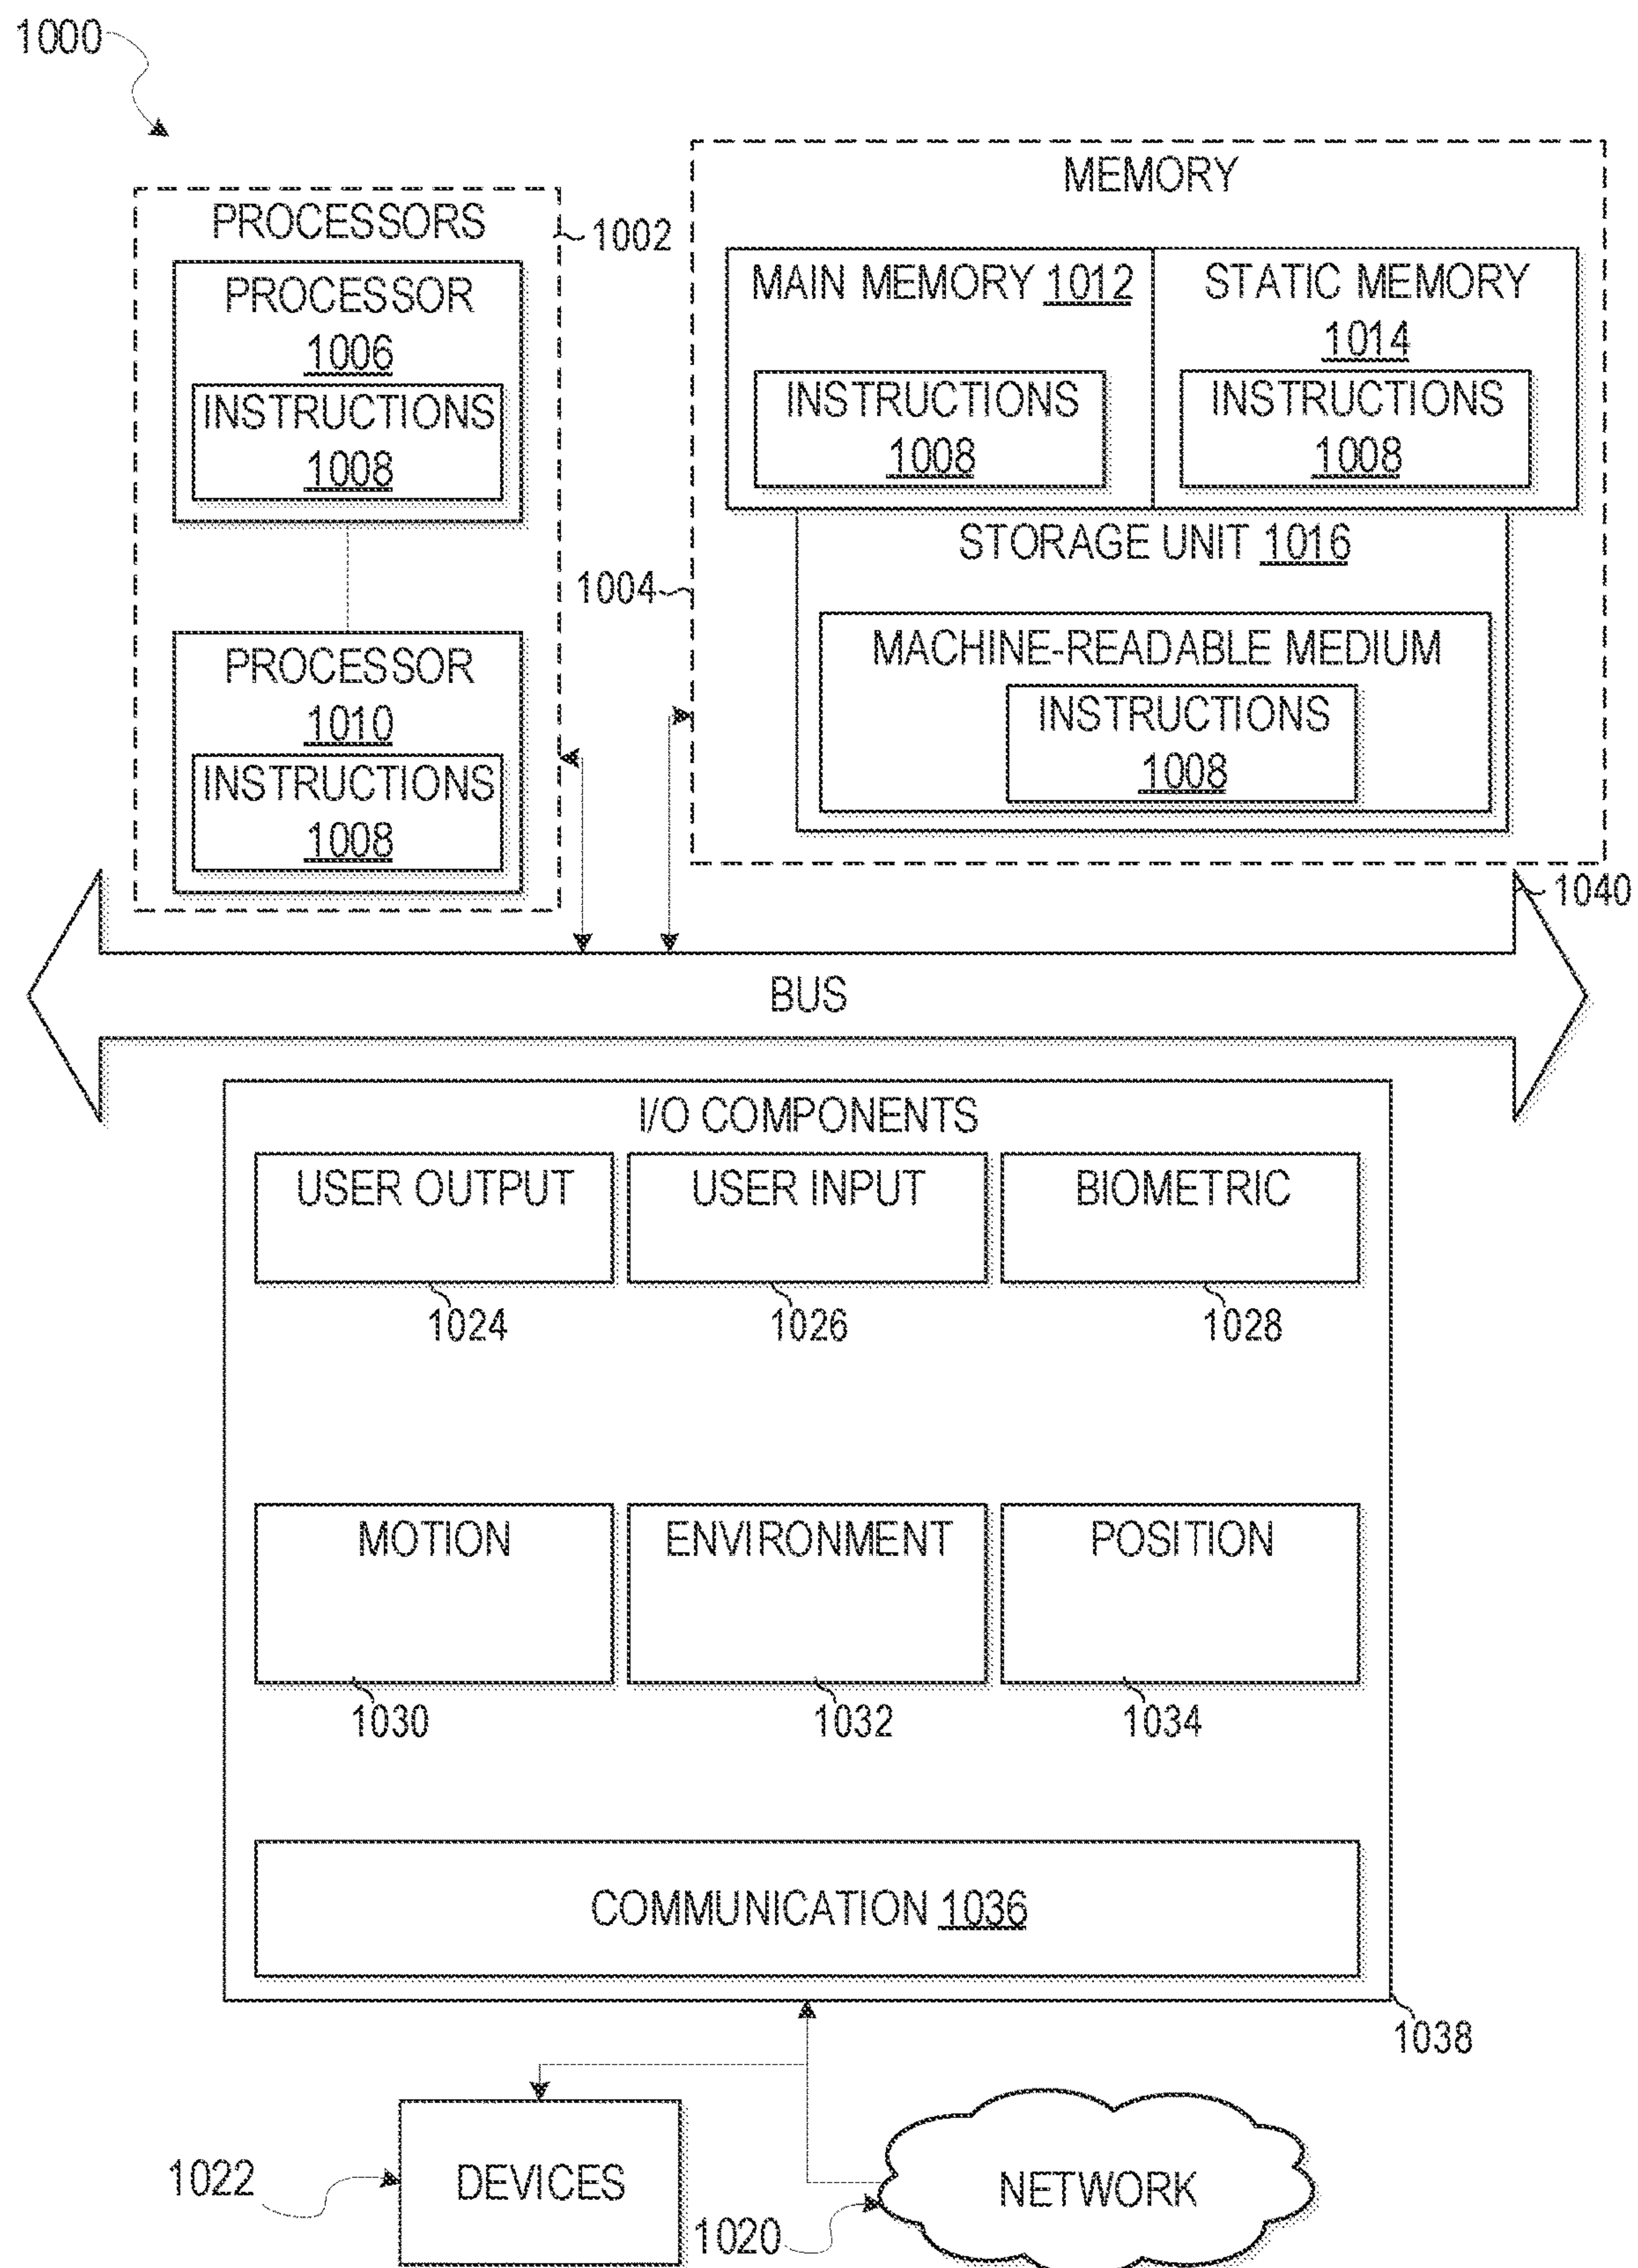 1000
PROCESSORS
1002
PROCESSOR
1006
INSTRUCTIONS
1008
PROCESSOR
1010
INSTRUCTIONS
1008
MEMORY
MAIN MEMORY 1012
INSTRUCTIONS
1008
STATIC MEMORY
1014
INSTRUCTIONS
1008
STORAGE UNIT 1016
1004
MACHINE-READABLE MEDIUM
INSTRUCTIONS
1008
1040
BUS
I/O COMPONENTS
USER OUTPUT
USER INPUT
BIOMETRIC
1024
1026
1028
MOTION
ENVIRONMENT
POSITION
1030
1032
1034
COMMUNICATION 1036
1038
1022
DEVICES
1020
NETWORK